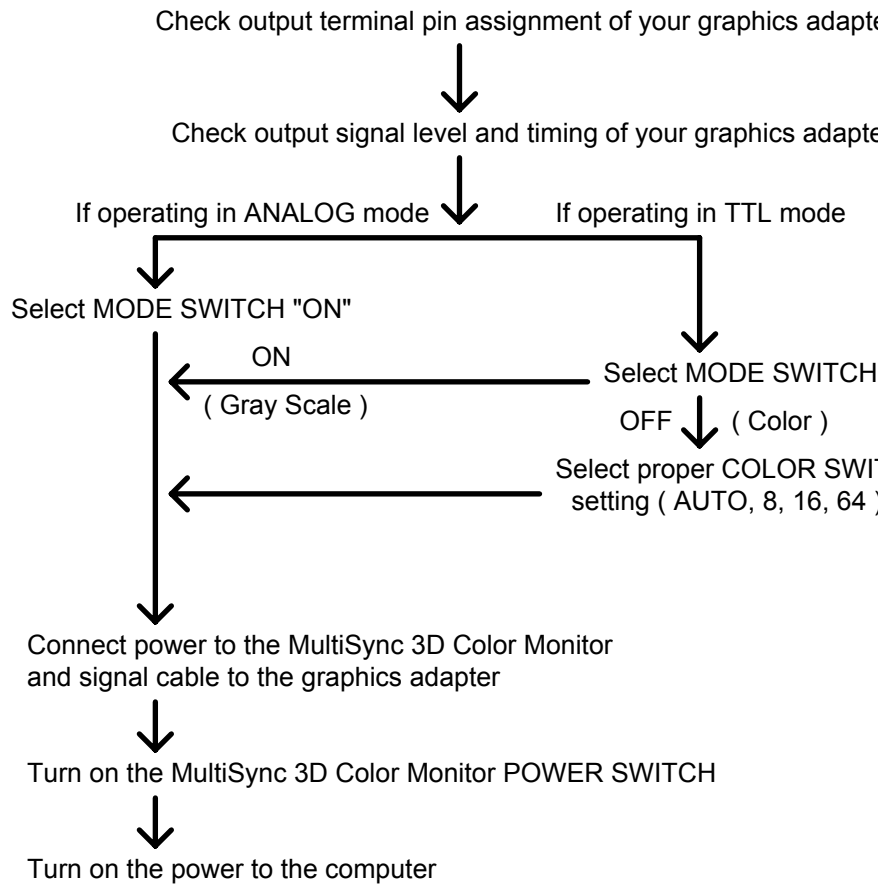 Check output terminal pin assignment of your graphics
Check output signal level and timing of your graphics
If operating in ANALOG mode
If operating in TTL mode
Select MODE SWITCH "ON"
ON
( Gray Scale )
Select MODE SWITCH
OFF
( Color )
Select proper COLOR
setting ( AUTO, 8, 16, 64 )
Connect power to the MultiSync 3D Color Monitor
and signal cable to the graphics adapter
Turn on the MultiSync 3D Color Monitor POWER SWITCH
Turn on the power to the computer